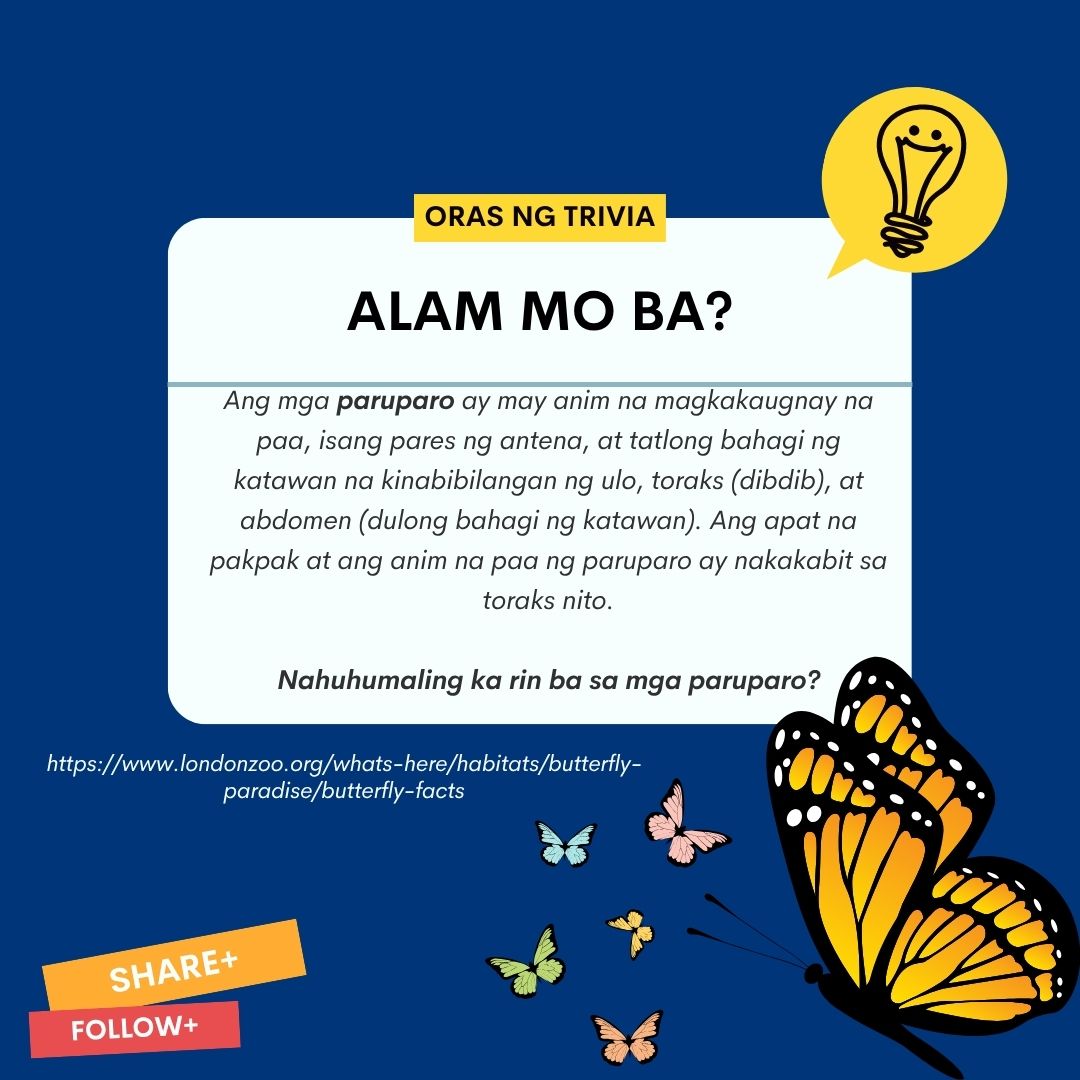 ORAS NG TRIVIA
ALAM MO BA?
Ang mga paruparo ay may anim na magkakaugnay na
paa, isang pares ng antena, at tatlong bahagi ng
katawan na kinabibilangan ng ulo, toraks (dibdib), at
abdomen (dulong bahagi ng katawan). Ang apat na
pakpak at ang anim na paa ng paruparo ay nakakabit sa
toraks nito.
Nahuhumaling ka rin ba sa mga paruparo?
https://www.londonzoo.org/whats-here/habitats/butterfly-
paradise/butterfly-facts
SHARE+
FOLLOW+